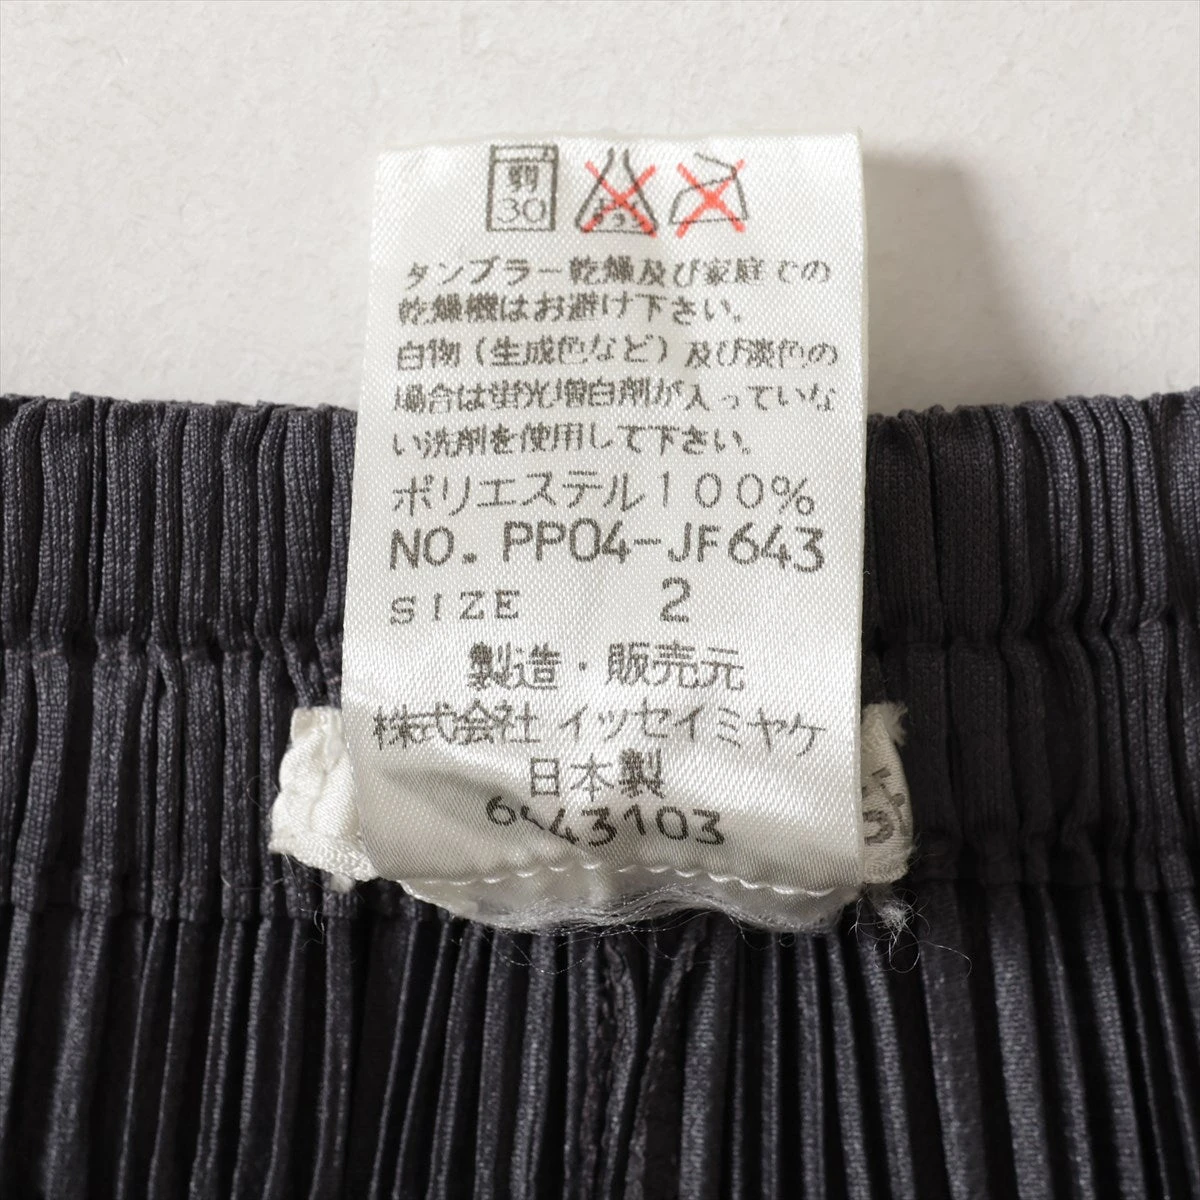 弱
30
タンブラー乾燥及び家庭での
乾燥機はお避け下さい。
白物(生成色など)及び淡色の
場合は蛍光増白剤が入っていな
い洗剤を使用して下さい。
ポリエステル100%
NO. PP04-JF643
SIZE 2
製造・販売元
株式会社 イッセイミヤケ
日本製